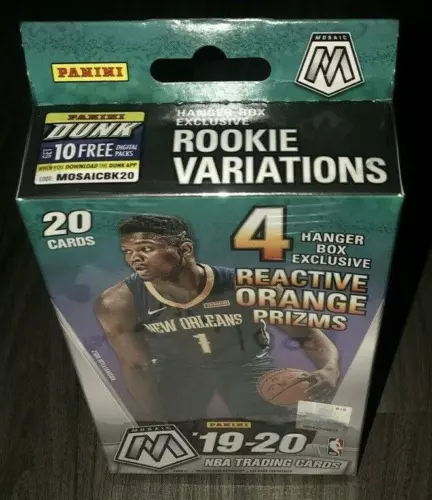 MOSAIC
PANINI
HANGER BOX
EXCLUSIVE
ROOKIE
VARIATIONS
PANINI
DUNK
GET 10 FREE DIGITAL PACKS
WHEN YOU DOWNLOAD THE DUNK APP
CODE: MOSAICBK20
20
CARDS
4
HANGER
BOX
EXCLUSIVE
REACTIVE
ORANGE
PRIZMS
NEW ORLEANS
1
MOSAIC
PANINI
'19-20
NBA TRADING CARDS